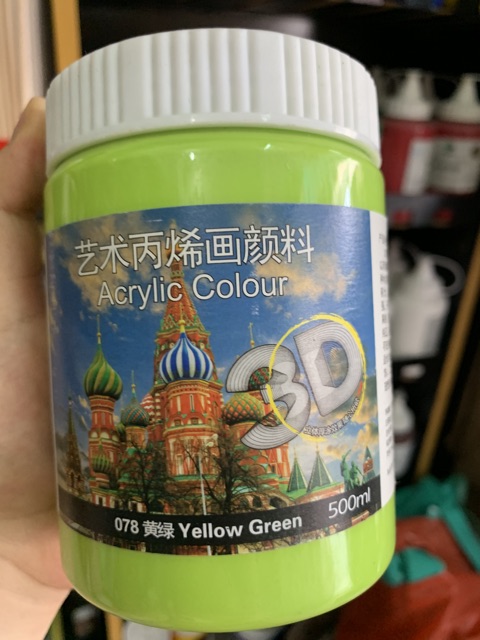 艺术丙烯画颜料
Acrylic Colour
3D
078 黄绿 Yellow Green
500ml